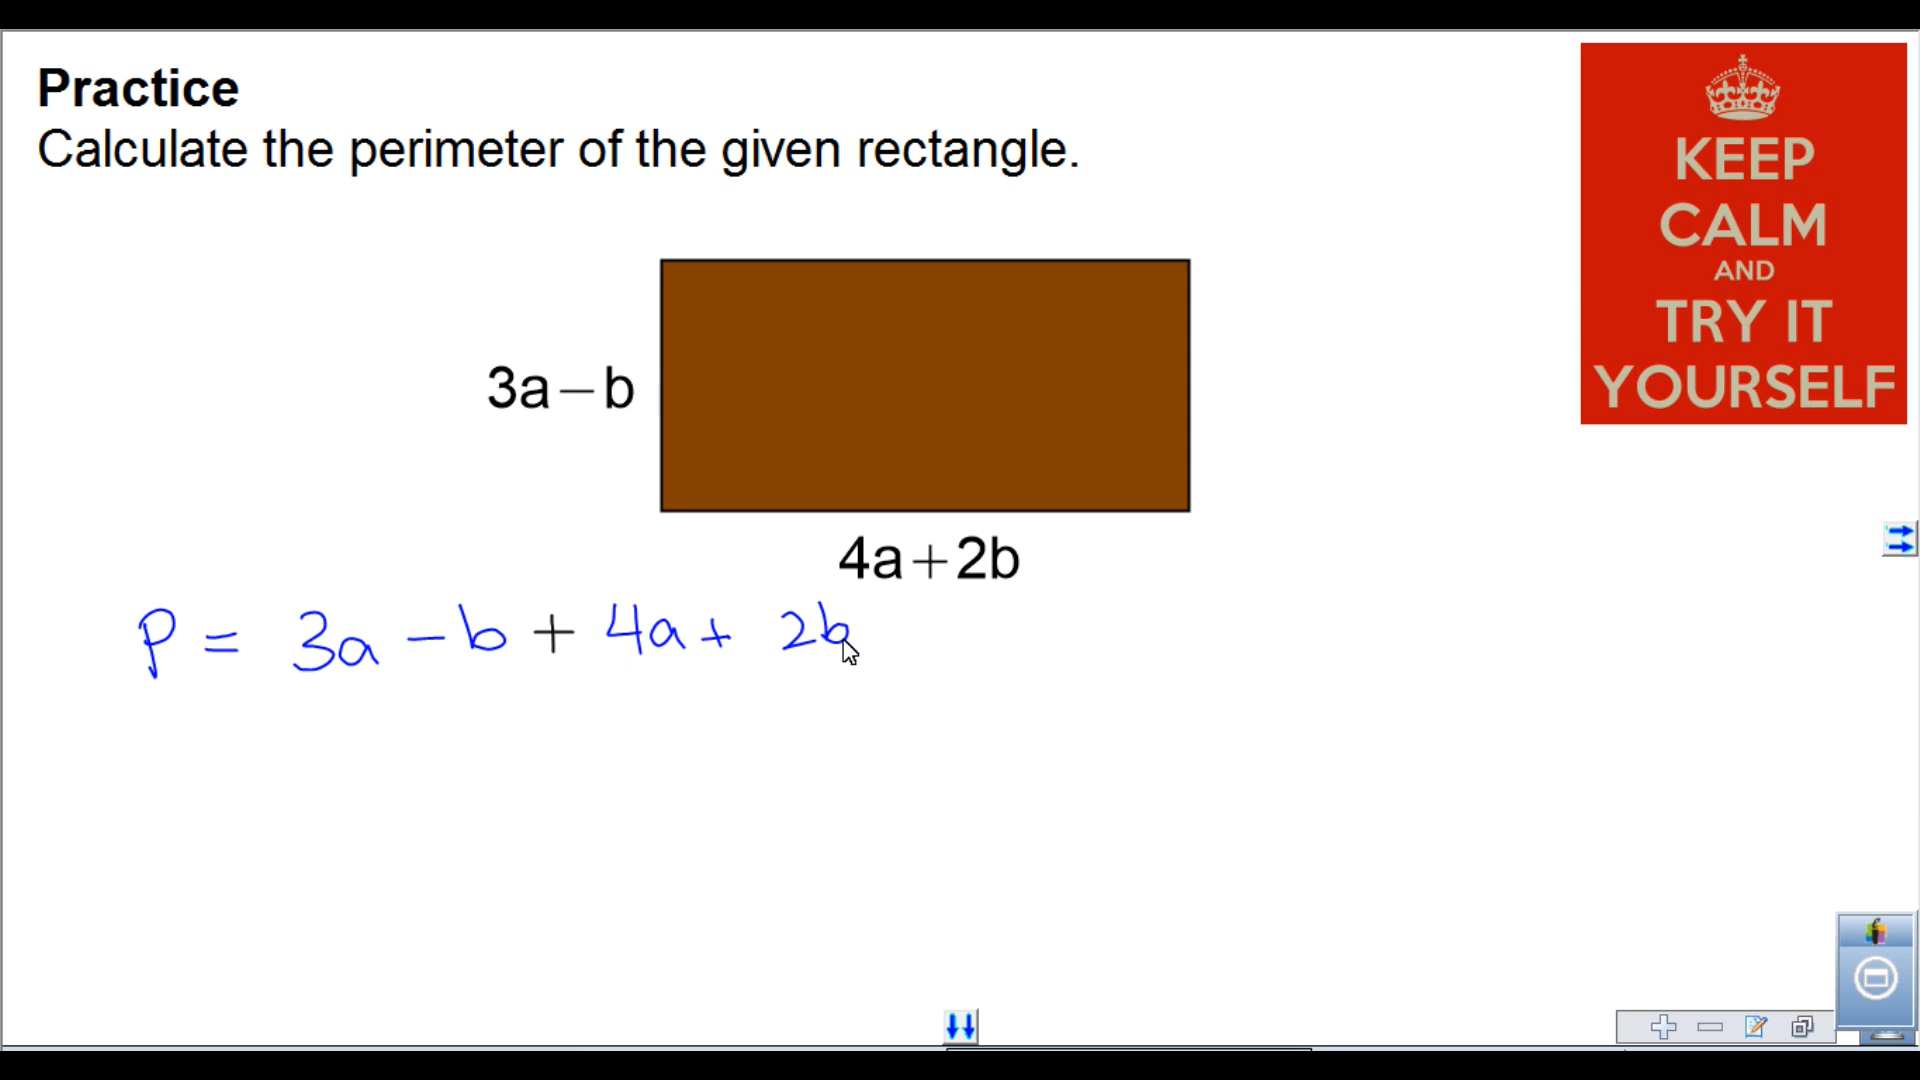 Practice
Calculate the perimeter of the given rectangle.
KEEP
CALM
AND
TRY IT
YOURSELF
3a−b
4a+2b
P = 3a − b + 4a + 2b